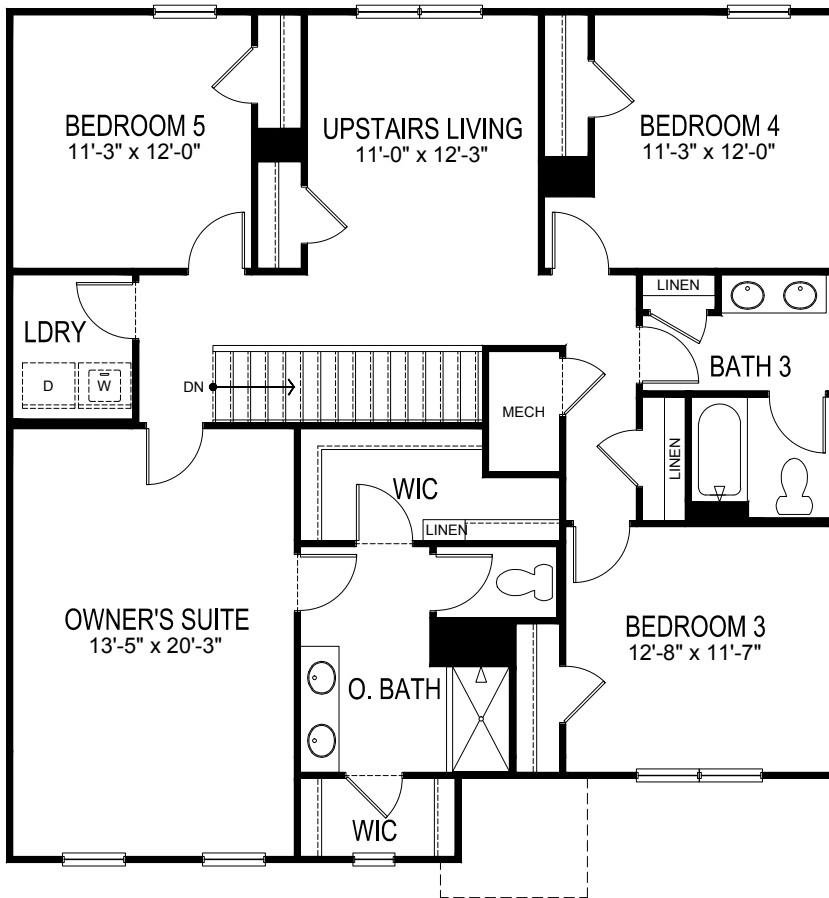 BEDROOM 5
11'-3" x 12'-0"
UPSTAIRS LIVING
11'-0" x 12'-3"
BEDROOM 4
11'-3" x 12'-0"
LINEN
LDRY
D
W
DN
BATH 3
MECH
LINEN
WIC
LINEN
OWNER'S SUITE
13'-5" x 20'-3"
BEDROOM 3
12'-8" x 11'-7"
O. BATH
WIC